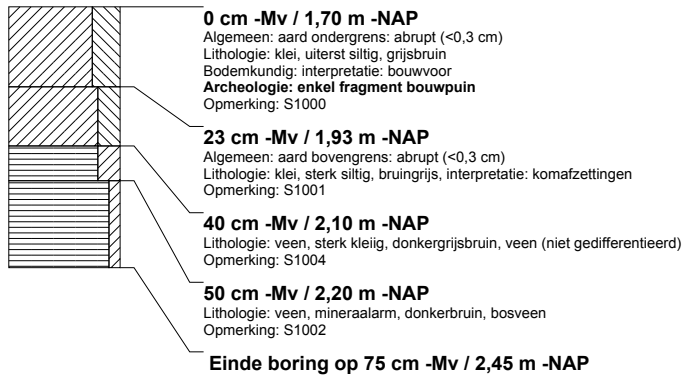 0 cm -Mv / 1,70 m -NAP
Algemeen: aard ondergrens: abrupt (<0,3 cm)
Lithologie: klei, uiterst siltig, grijsbruin
Bodemkundig: interpretatie: bouwvoor
Archeologie: enkel fragment bouwpuin
Opmerking: S1000
23 cm -Mv / 1,93 m -NAP
Algemeen: aard bovengrens: abrupt (<0,3 cm)
Lithologie: klei, sterk siltig, bruingrijs, interpretatie: komafzettingen
Opmerking: S1001
40 cm -Mv / 2,10 m -NAP
Lithologie: veen, sterk kleiig, donkergrijsbruin, veen (niet gedifferentieerd)
Opmerking: S1004
50 cm -Mv / 2,20 m -NAP
Lithologie: veen, mineraalarm, donkerbruin, bosveen
Opmerking: S1002
Einde boring op 75 cm -Mv / 2,45 m -NAP